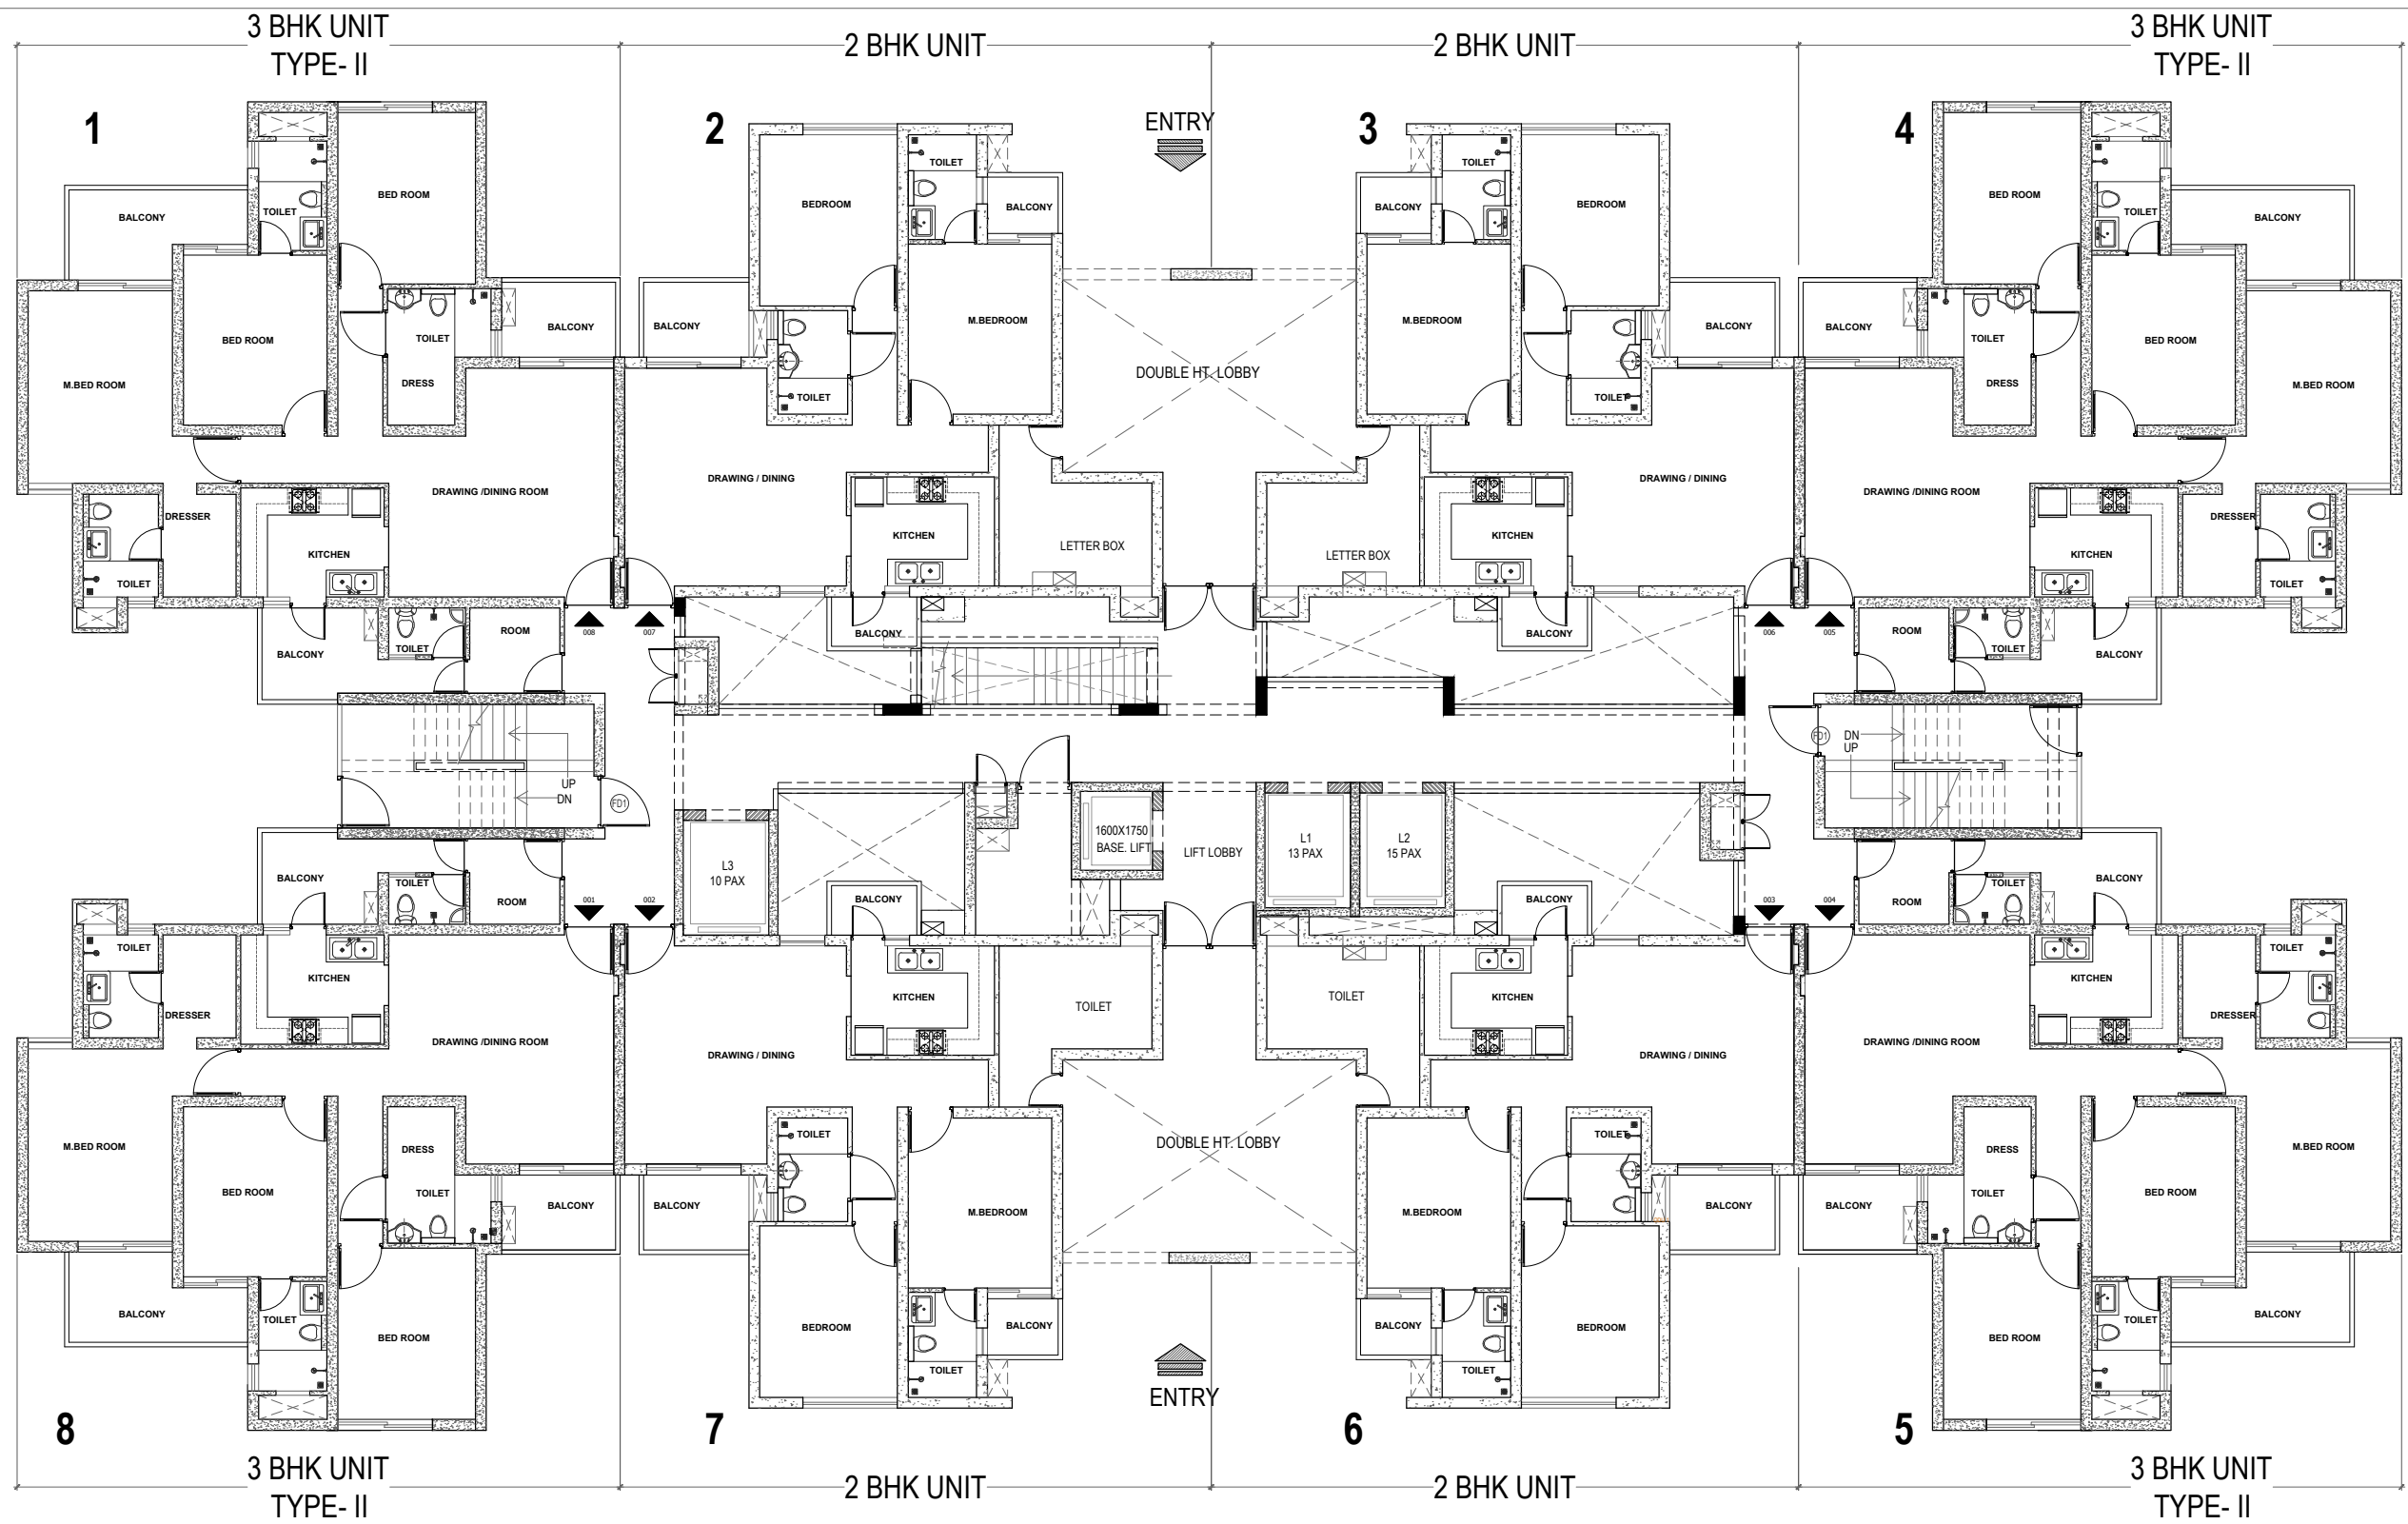 3 BHK UNIT
TYPE- II
2 BHK UNIT
2 BHK UNIT
3 BHK UNIT
TYPE- II
1
2
ENTRY
3
4
BED ROOM
TOILET
BALCONY
BED ROOM
M.BED ROOM
TOILET
DRESS
BALCONY
DRAWING /DINING ROOM
DRESSER
TOILET
KITCHEN
BALCONY
TOILET
ROOM
008
BEDROOM
TOILET
BALCONY
BALCONY
M.BEDROOM
TOILET
DRAWING / DINING
KITCHEN
BALCONY
007
DOUBLE HT. LOBBY
LETTER BOX
LETTER BOX
TOILET
BEDROOM
BALCONY
M.BEDROOM
BALCONY
TOILET
DRAWING / DINING
KITCHEN
BALCONY
006
BED ROOM
TOILET
BALCONY
BALCONY
TOILET
BED ROOM
DRESS
M.BED ROOM
DRAWING /DINING ROOM
DRESSER
KITCHEN
TOILET
ROOM
TOILET
BALCONY
005
UP
DN
FD1
FD1
DN
UP
L3
10 PAX
1600X1750
BASE. LIFT
LIFT LOBBY
L1
13 PAX
L2
15 PAX
BALCONY
TOILET
ROOM
001
TOILET
KITCHEN
DRESSER
DRAWING /DINING ROOM
M.BED ROOM
DRESS
BED ROOM
TOILET
BALCONY
BALCONY
TOILET
BED ROOM
002
BALCONY
KITCHEN
DRAWING / DINING
TOILET
BALCONY
M.BEDROOM
BEDROOM
BALCONY
TOILET
TOILET
TOILET
DOUBLE HT. LOBBY
003
BALCONY
KITCHEN
DRAWING / DINING
TOILET
M.BEDROOM
BALCONY
BALCONY
BEDROOM
TOILET
004
ROOM
TOILET
BALCONY
TOILET
KITCHEN
DRESSER
DRAWING /DINING ROOM
DRESS
M.BED ROOM
TOILET
BED ROOM
BALCONY
BALCONY
TOILET
BED ROOM
8
7
ENTRY
6
5
3 BHK UNIT
TYPE- II
2 BHK UNIT
2 BHK UNIT
3 BHK UNIT
TYPE- II